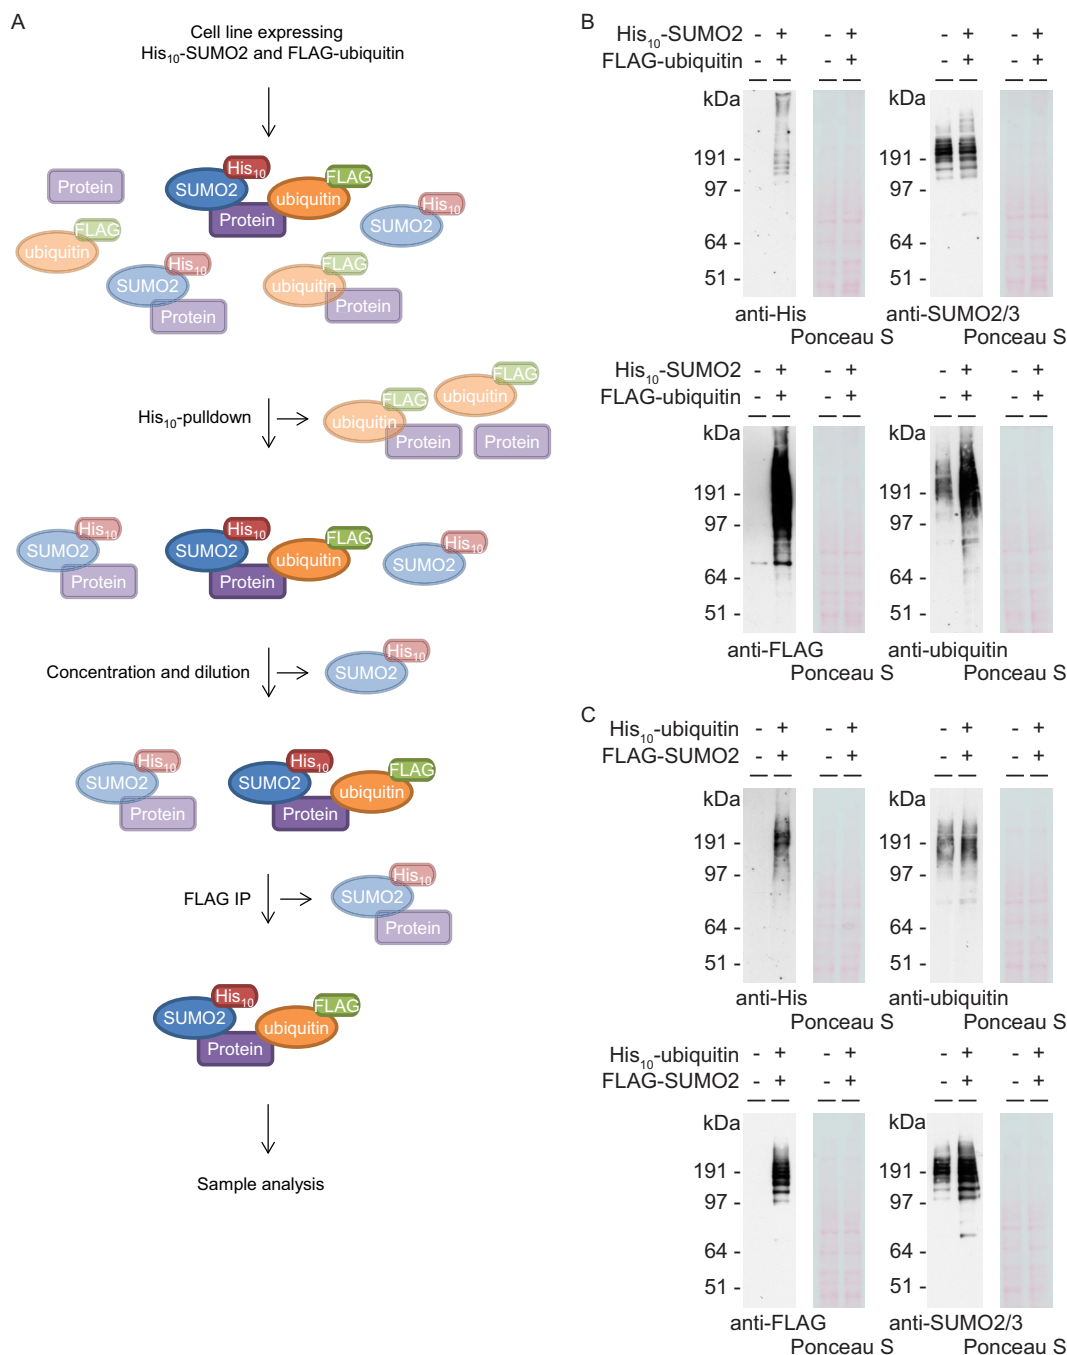 A
Cell line expressing
His10-SUMO2 and FLAG-ubiquitin
Protein
His10
SUMO2
FLAG
ubiquitin
Protein
His10
SUMO2
FLAG
ubiquitin
His10
SUMO2
Protein
FLAG
ubiquitin
Protein
His10-pulldown
FLAG
ubiquitin
Protein
FLAG
ubiquitin
Protein
His10
SUMO2
Protein
His10
SUMO2
FLAG
ubiquitin
Protein
His10
SUMO2
Concentration and dilution
His10
SUMO2
His10
SUMO2
Protein
His10
SUMO2
FLAG
ubiquitin
Protein
FLAG IP
His10
SUMO2
Protein
His10
SUMO2
FLAG
ubiquitin
Protein
Sample analysis
B
His10-SUMO2 - + - + - + - +
FLAG-ubiquitin - + - + - + - +
kDa kDa
191 - 191 -
97 - 97 -
64 - 64 -
51 - 51 -
anti-His anti-SUMO2/3
Ponceau S Ponceau S
His10-SUMO2 - + - + - + - +
FLAG-ubiquitin - + - + - + - +
kDa kDa
191 - 191 -
97 - 97 -
64 - 64 -
51 - 51 -
anti-FLAG anti-ubiquitin
Ponceau S Ponceau S
C
His10-ubiquitin - + - + - + - +
FLAG-SUMO2 - + - + - + - +
kDa kDa
191 - 191 -
97 - 97 -
64 - 64 -
51 - 51 -
anti-His anti-ubiquitin
Ponceau S Ponceau S
His10-ubiquitin - + - + - + - +
FLAG-SUMO2 - + - + - + - +
kDa kDa
191 - 191 -
97 - 97 -
64 - 64 -
51 - 51 -
anti-FLAG anti-SUMO2/3
Ponceau S Ponceau S